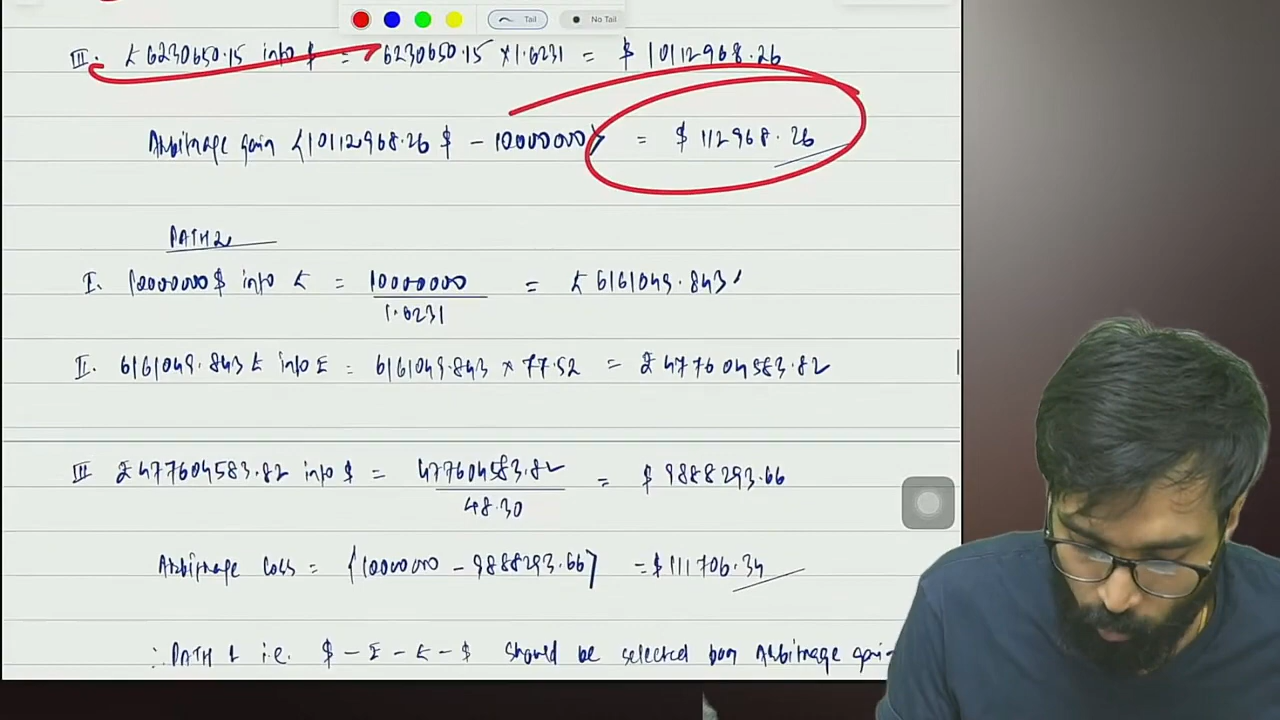 Tail
No Tail
III. £ 6230650.15 into $ = 6230650.15 × 1.6231 = $ 10112968.26
Arbitrage gain {10112968.26 $ - 10000000} = $ 112968.26
PATH 2
I. 10000000$ into £ = 10000000 / 1.6231 = £ 6161049.843
II. 6161049.843 £ into ₹ = 6161049.843 × 77.52 = ₹ 477604583.82
III ₹ 477604583.82 into $ = 477604583.82 / 48.30 = $ 9888293.66
Arbitrage Loss = {10000000 - 9888293.66} = $ 111706.34
∴ PATH 1 i.e. $ - ₹ - £ - $ should be selected Arbitrage gain